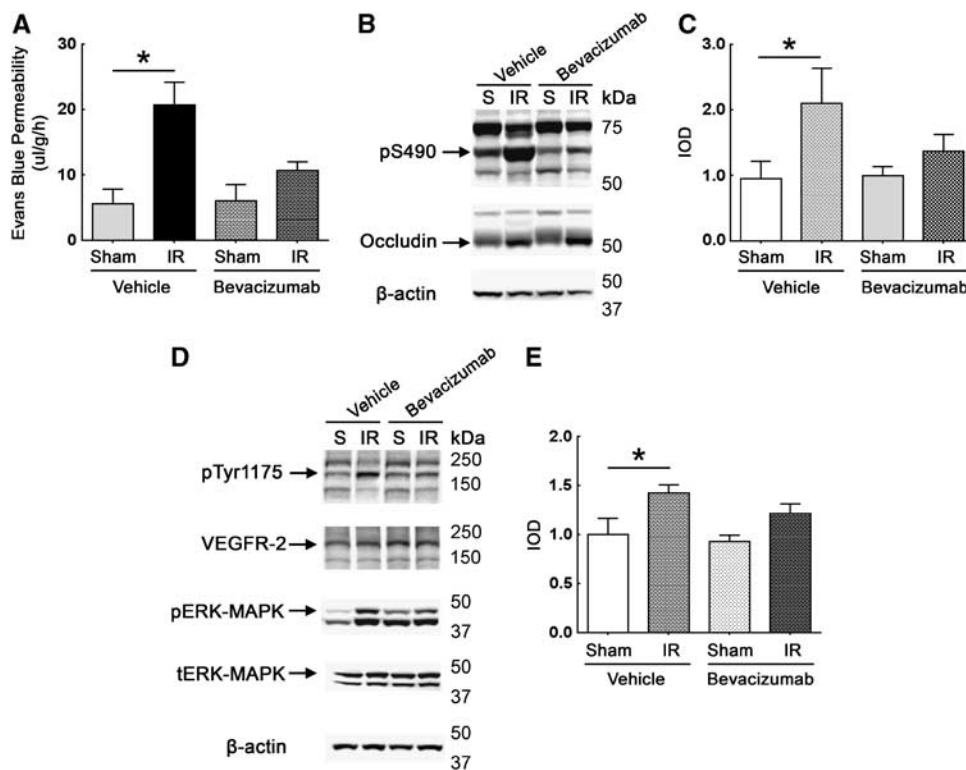 A
Evans Blue Permeability
(ul/g/h)
30
20
10
0
*
Sham
IR
Sham
IR
Vehicle
Bevacizumab
B
Vehicle
Bevacizumab
S IR S IR kDa
75
pS490
50
Occludin
50
β-actin
50
37
C
IOD
3.0
2.0
1.0
0.0
*
Sham
IR
Sham
IR
Vehicle
Bevacizumab
D
Vehicle
Bevacizumab
S IR S IR kDa
pTyr1175
250
150
VEGFR-2
250
150
pERK-MAPK
50
37
tERK-MAPK
50
37
β-actin
50
37
E
IOD
2.0
1.5
1.0
0.5
0.0
*
Sham
IR
Sham
IR
Vehicle
Bevacizumab